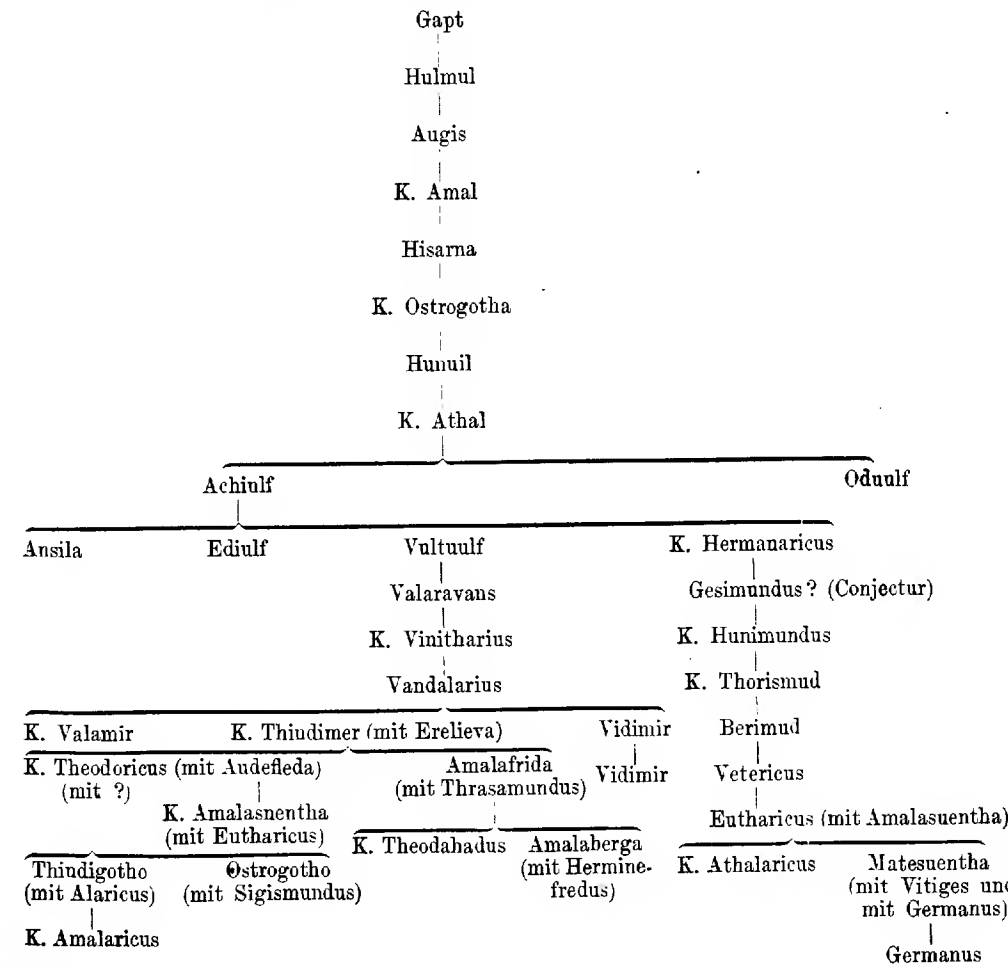 Gapt
Hulmul
Augis
K. Amal
Hisarna
K. Ostrogotha
Hunuil
K. Athal
Achiulf Oduulf
Ansila Ediulf Vultuulf K. Hermanaricus
Valaravans Gesimundus? (Conjectur)
K. Vinitharius K. Hunimundus
Vandalarius K. Thorismud
K. Valamir K. Thiudimer (mit Erelieva) Vidimir Berimud
K. Theodoricus (mit Audefleda) Amalafrida Vidimir Vetericus
(mit ?) (mit Thrasamundus)
K. Amalasnentha Eutharicus (mit Amalasuentha)
(mit Eutharicus) K. Theodahadus Amalaberga K. Athalaricus Matesuentha
Thiudigotho Ostrogotho (mit Hermine- (mit Vitiges und
(mit Alaricus) (mit Sigismundus) fredus) mit Germanus)
K. Amalaricus Germanus